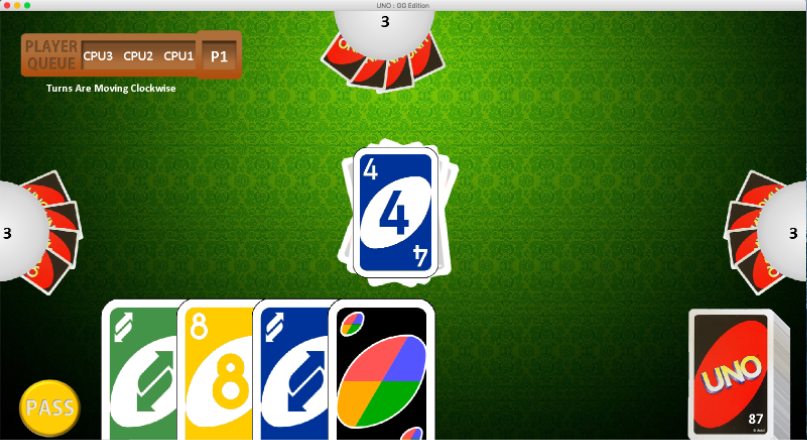 UNO : GG Edition
3
PLAYER QUEUE CPU3 CPU2 CPU1 P1
Turns Are Moving Clockwise
4
4
4
3
3
8
8
UNO
87
PASS